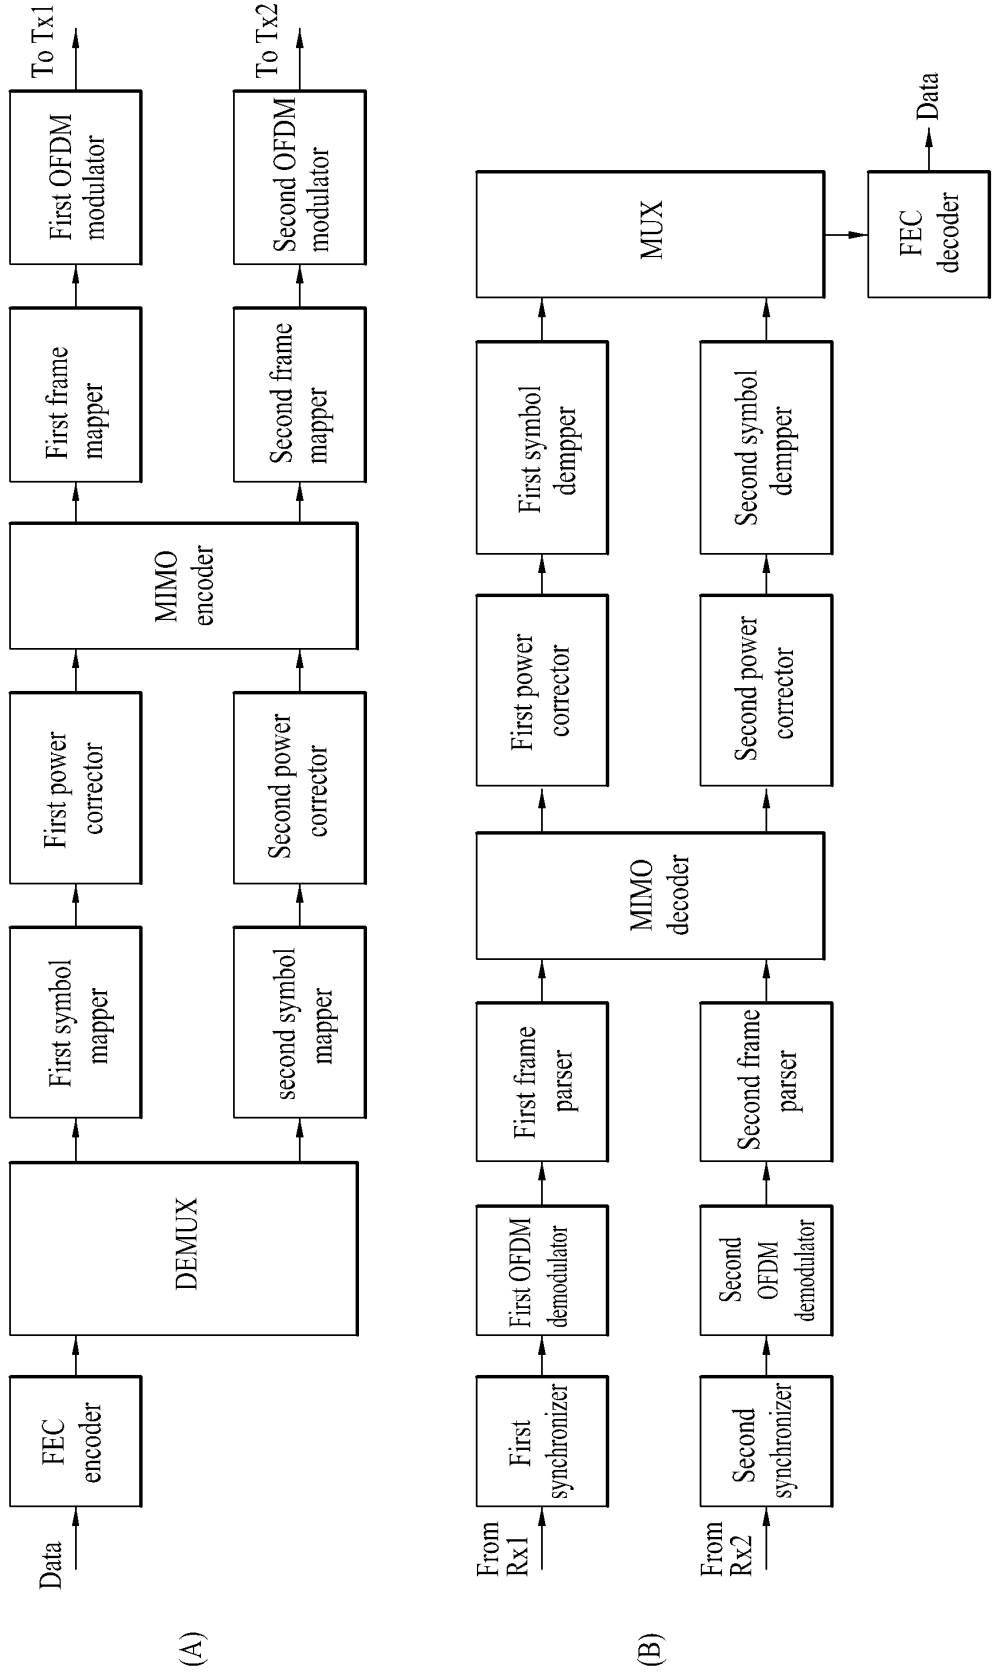 (A)
Data
FEC
encoder
DEMUX
First symbol
mapper
second symbol
mapper
First power
corrector
Second power
corrector
MIMO
encoder
First frame
mapper
Second frame
mapper
First OFDM
modulator
Second OFDM
modulator
To Tx1
To Tx2
(B)
From
Rx1
From
Rx2
First
synchronizer
Second
synchronizer
First OFDM
demodulator
Second
OFDM
demodulator
First frame
parser
Second frame
parser
MIMO
decoder
First power
corrector
Second power
corrector
First symbol
dempper
Second symbol
dempper
MUX
FEC
decoder
Data